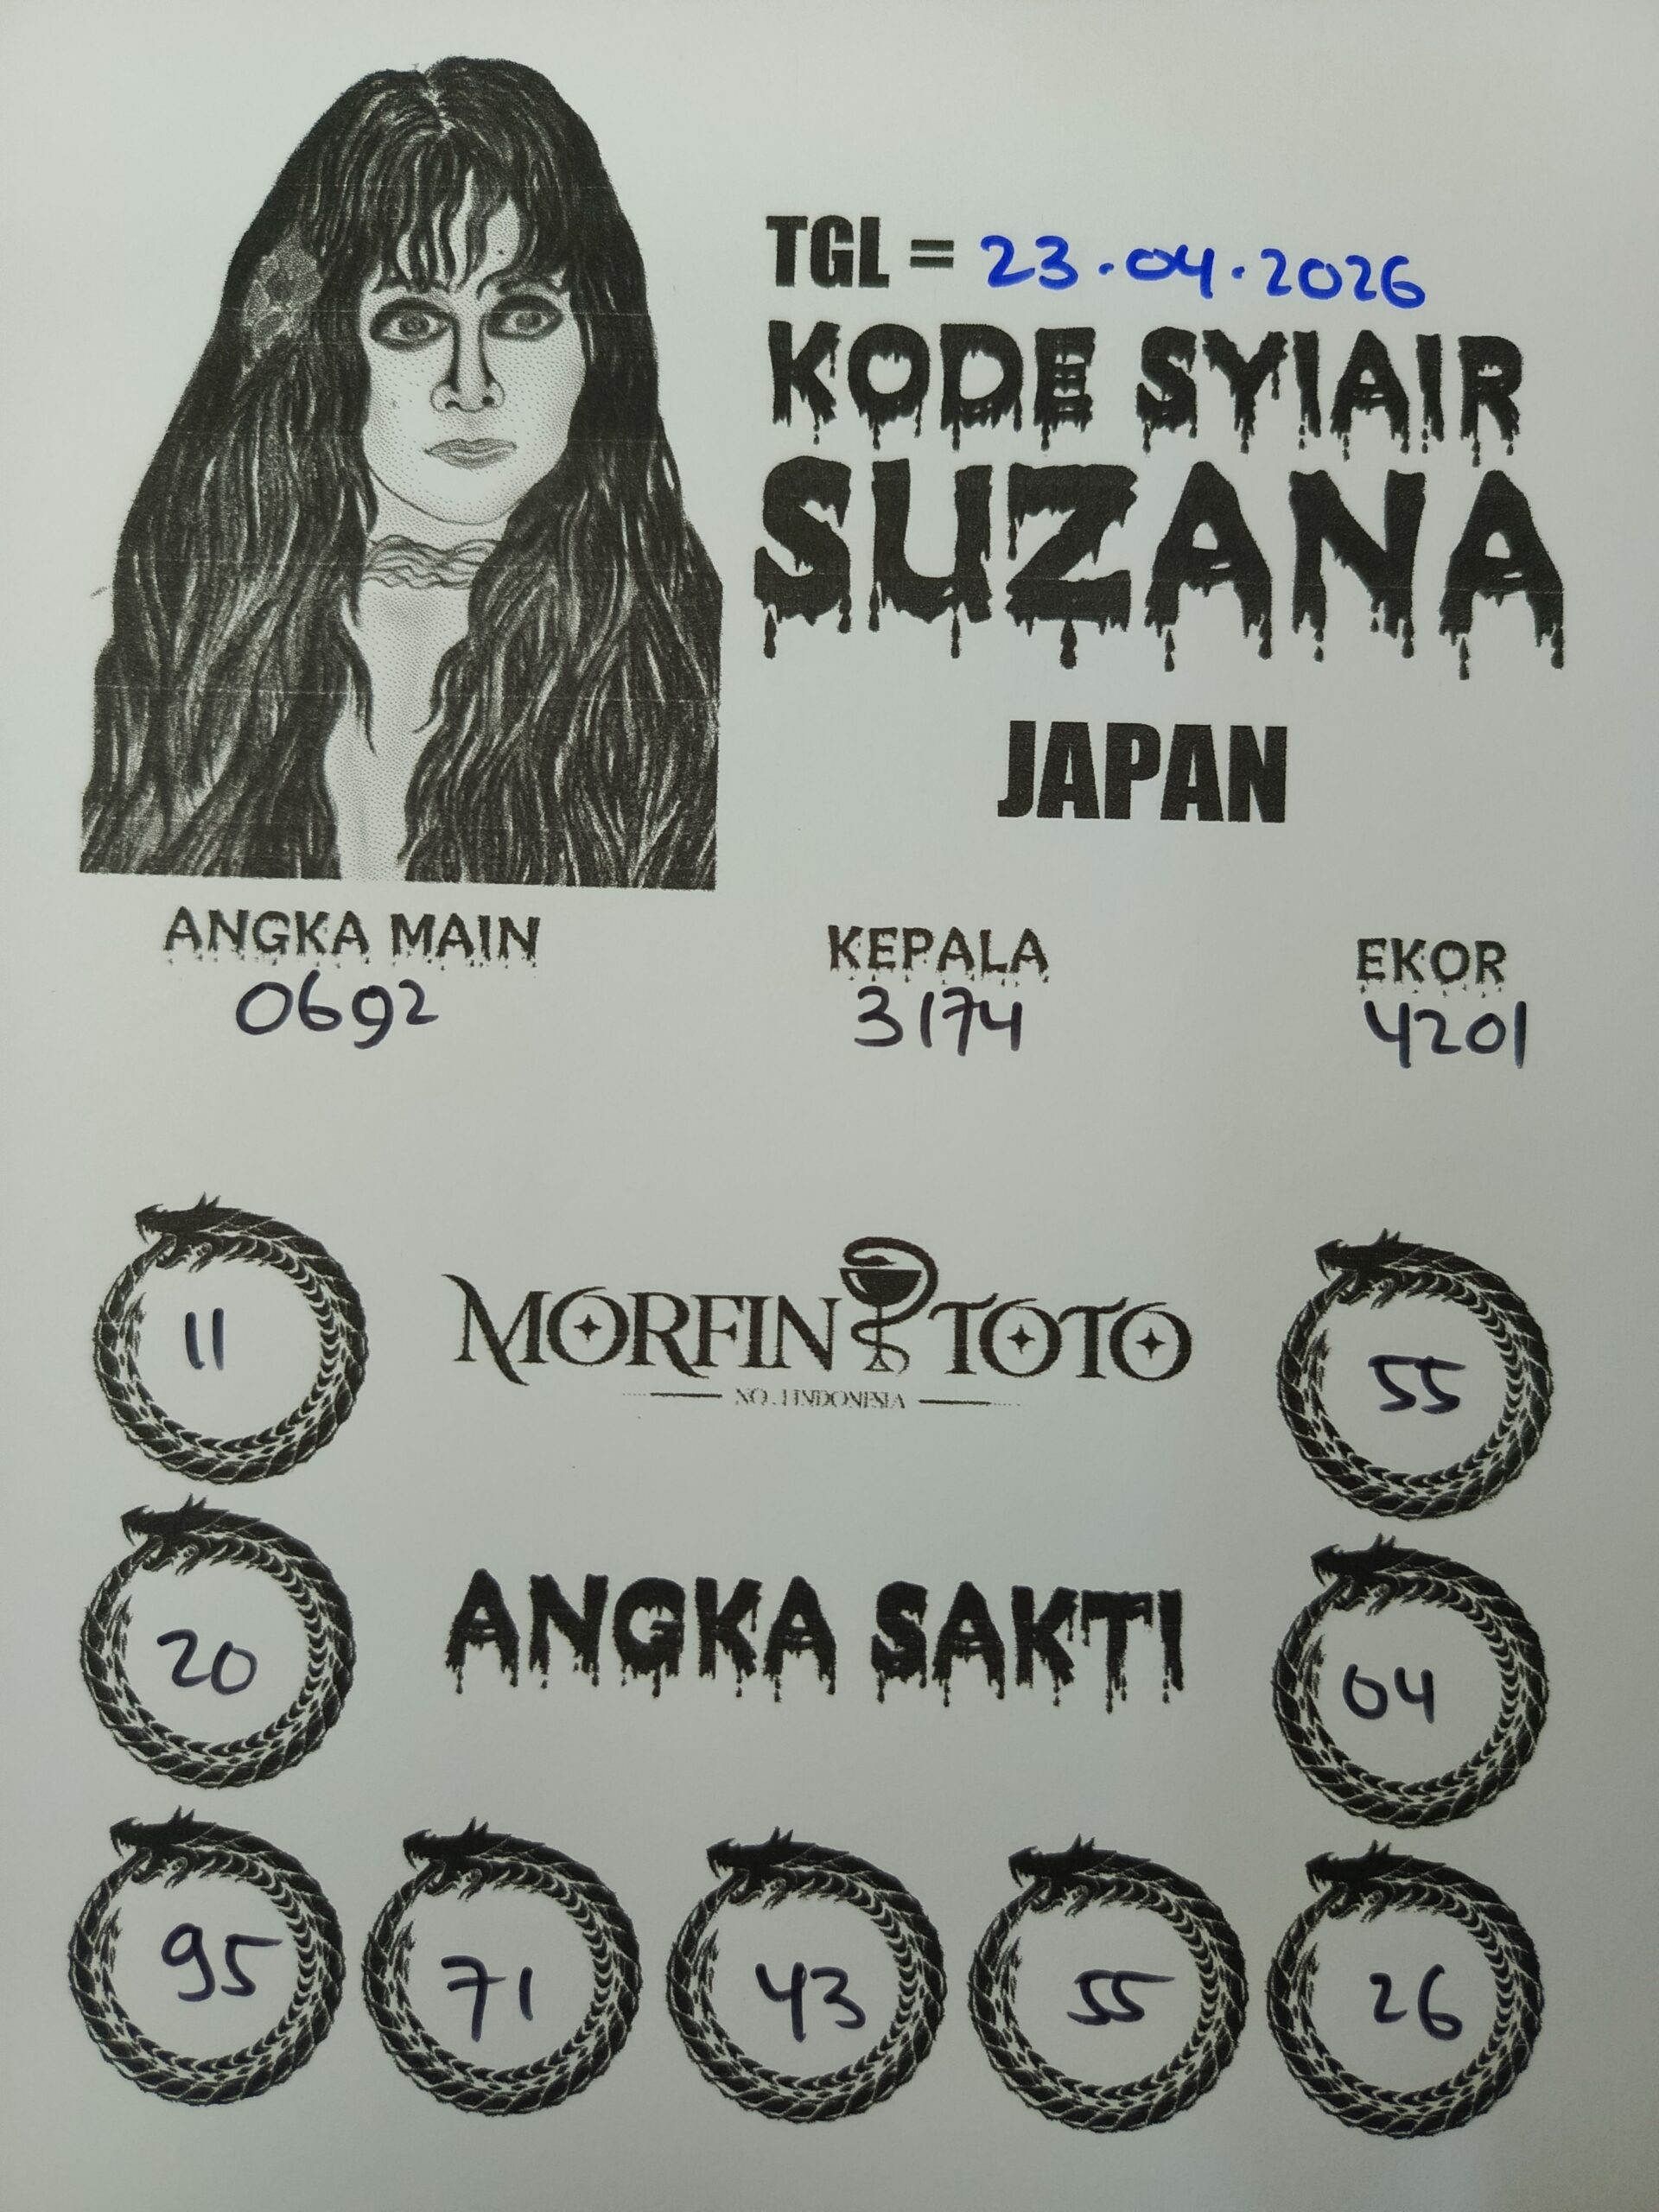 TGL = 23.04.2026
KODE SYIAIR
SUZANA
JAPAN
ANGKA MAIN KEPALA EKOR
0692 3174 4201
11 MORFIN TOTO 55
NO.1 INDONESIA
20 ANGKA SAKTI 04
95 71 43 55 26